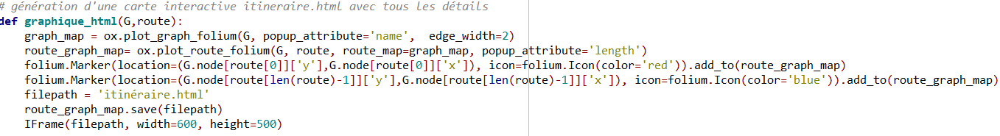 # génération d'une carte interactive itineraire.html avec tous les détails
def graphique_html(G,route):
    graph_map = ox.plot_graph_folium(G, popup_attribute='name',  edge_width=2)
    route_graph_map= ox.plot_route_folium(G, route, route_map=graph_map, popup_attribute='length')
    folium.Marker(location=(G.node[route[0]]['y'],G.node[route[0]]['x']), icon=folium.Icon(color='red')).add_to(route_graph_map)
    folium.Marker(location=(G.node[route[len(route)-1]]['y'],G.node[route[len(route)-1]]['x']), icon=folium.Icon(color='blue')).add_to(route_graph_map)
    filepath = 'itinéraire.html'
    route_graph_map.save(filepath)
    IFrame(filepath, width=600, height=500)